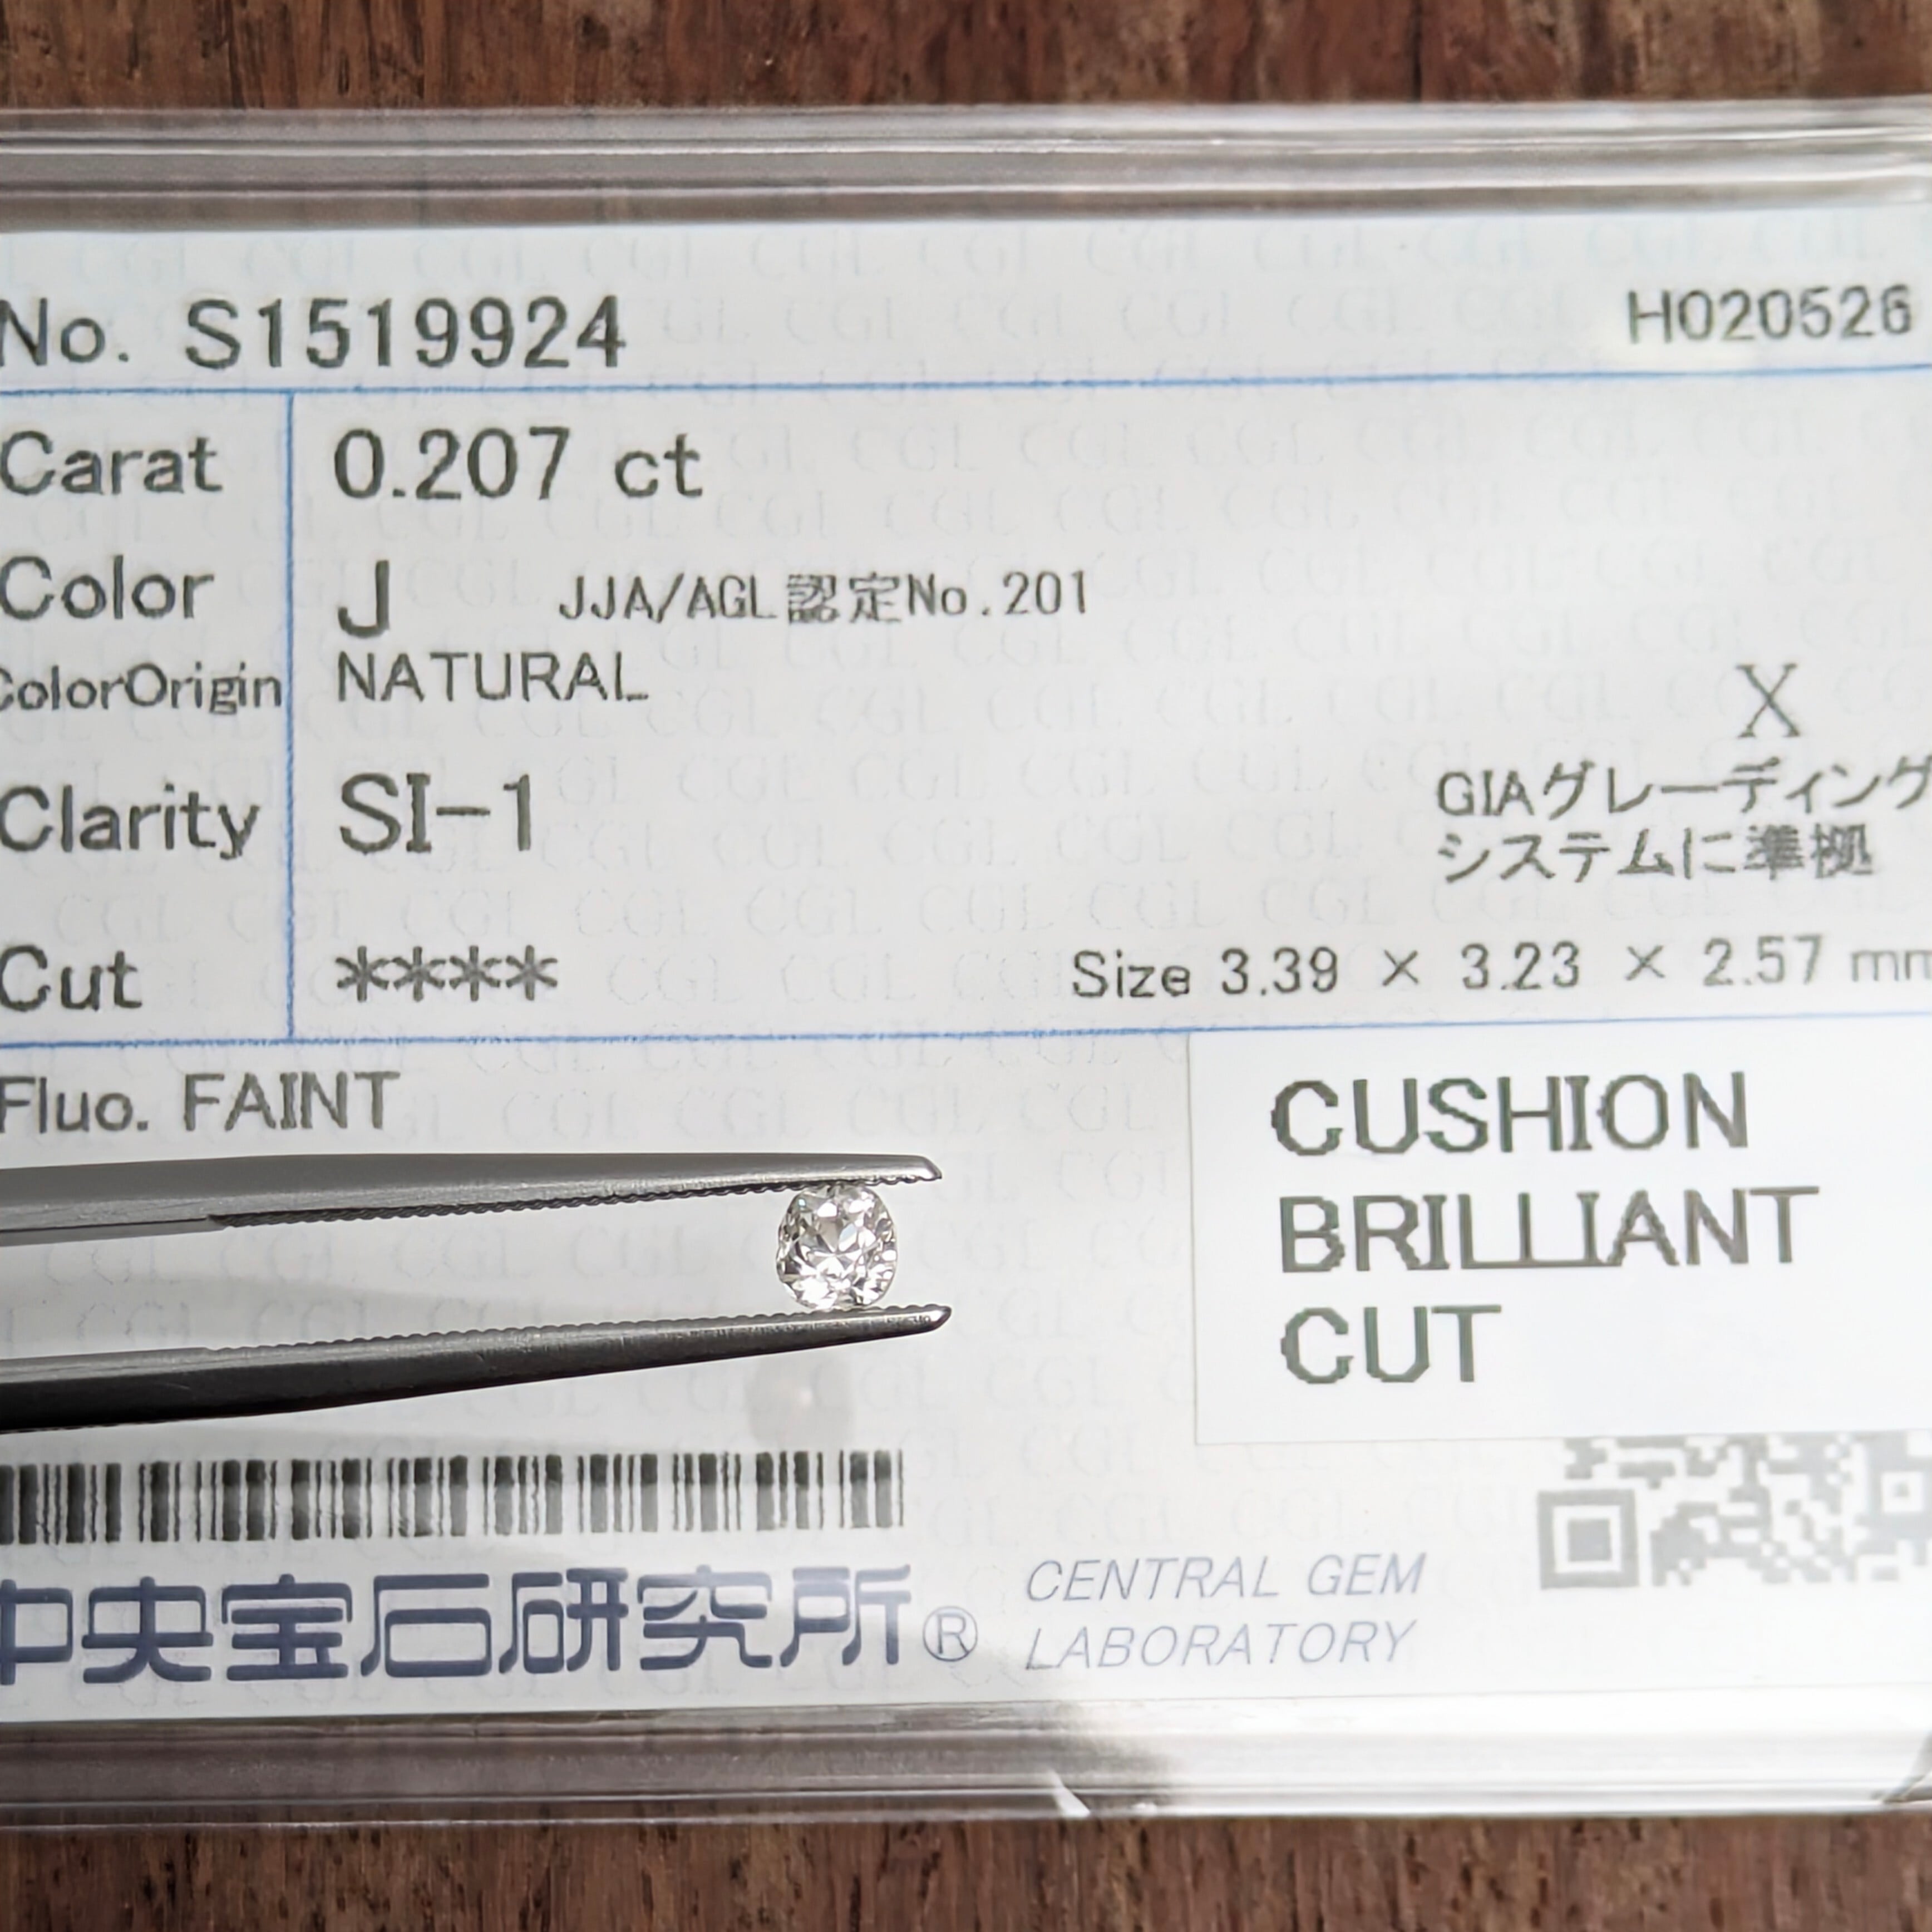 No. S1519924
H020526
Carat 0.207 ct
Color J JJA/AGL認定No.201
ColorOrigin NATURAL
X
Clarity SI-1
GIAグレーディング
システムに準拠
Cut ****
Size 3.39 × 3.23 × 2.57 mm
Fluo. FAINT
CUSHION
BRILLIANT
CUT
中央宝石研究所®
CENTRAL GEM
LABORATORY